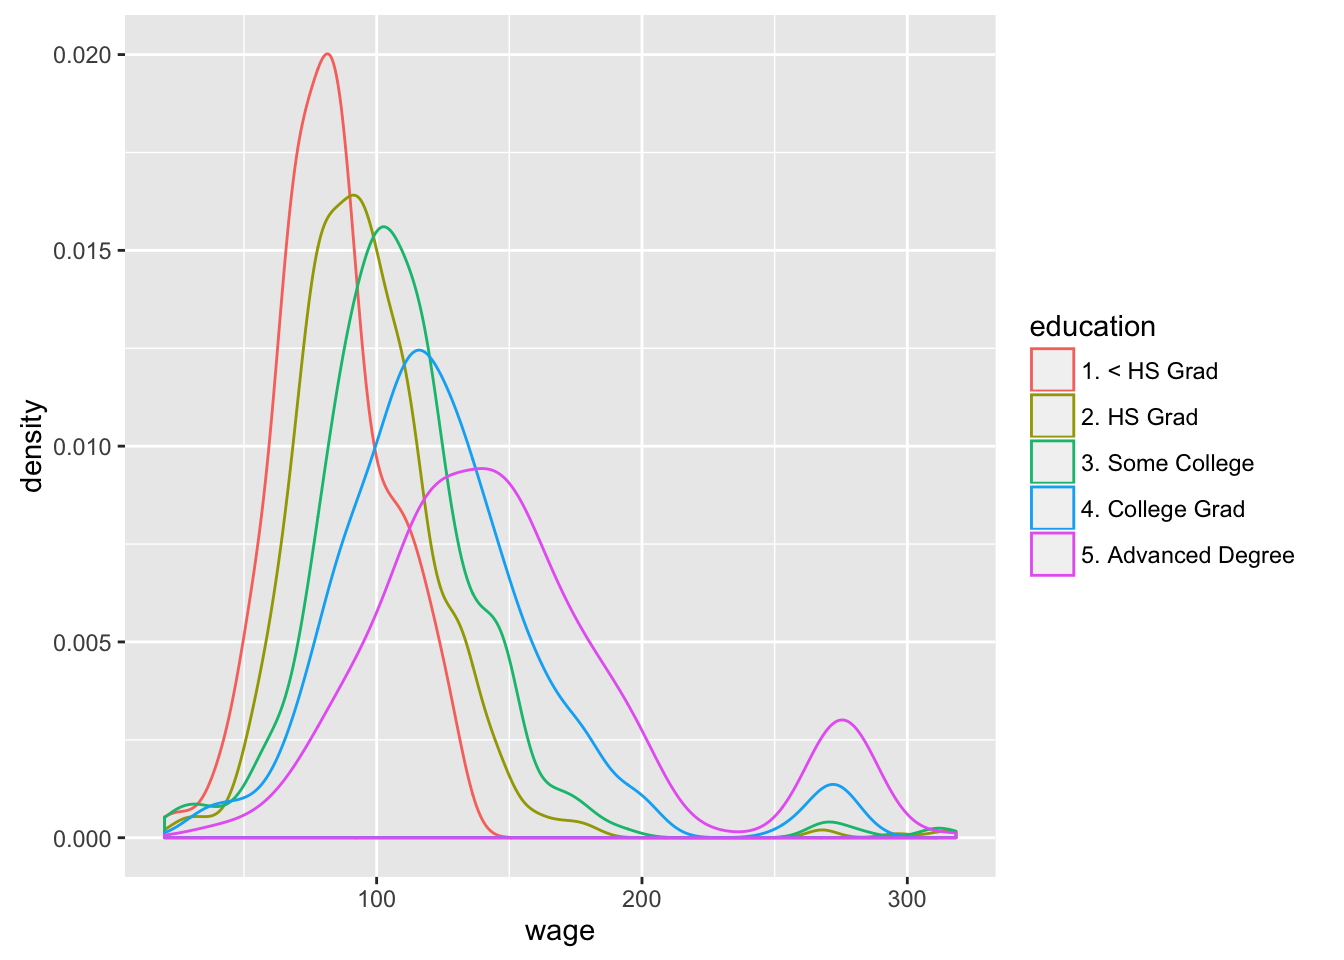 0.020
0.015
0.010
0.005
0.000
density
100 200 300
wage
education
1. < HS Grad
2. HS Grad
3. Some College
4. College Grad
5. Advanced Degree